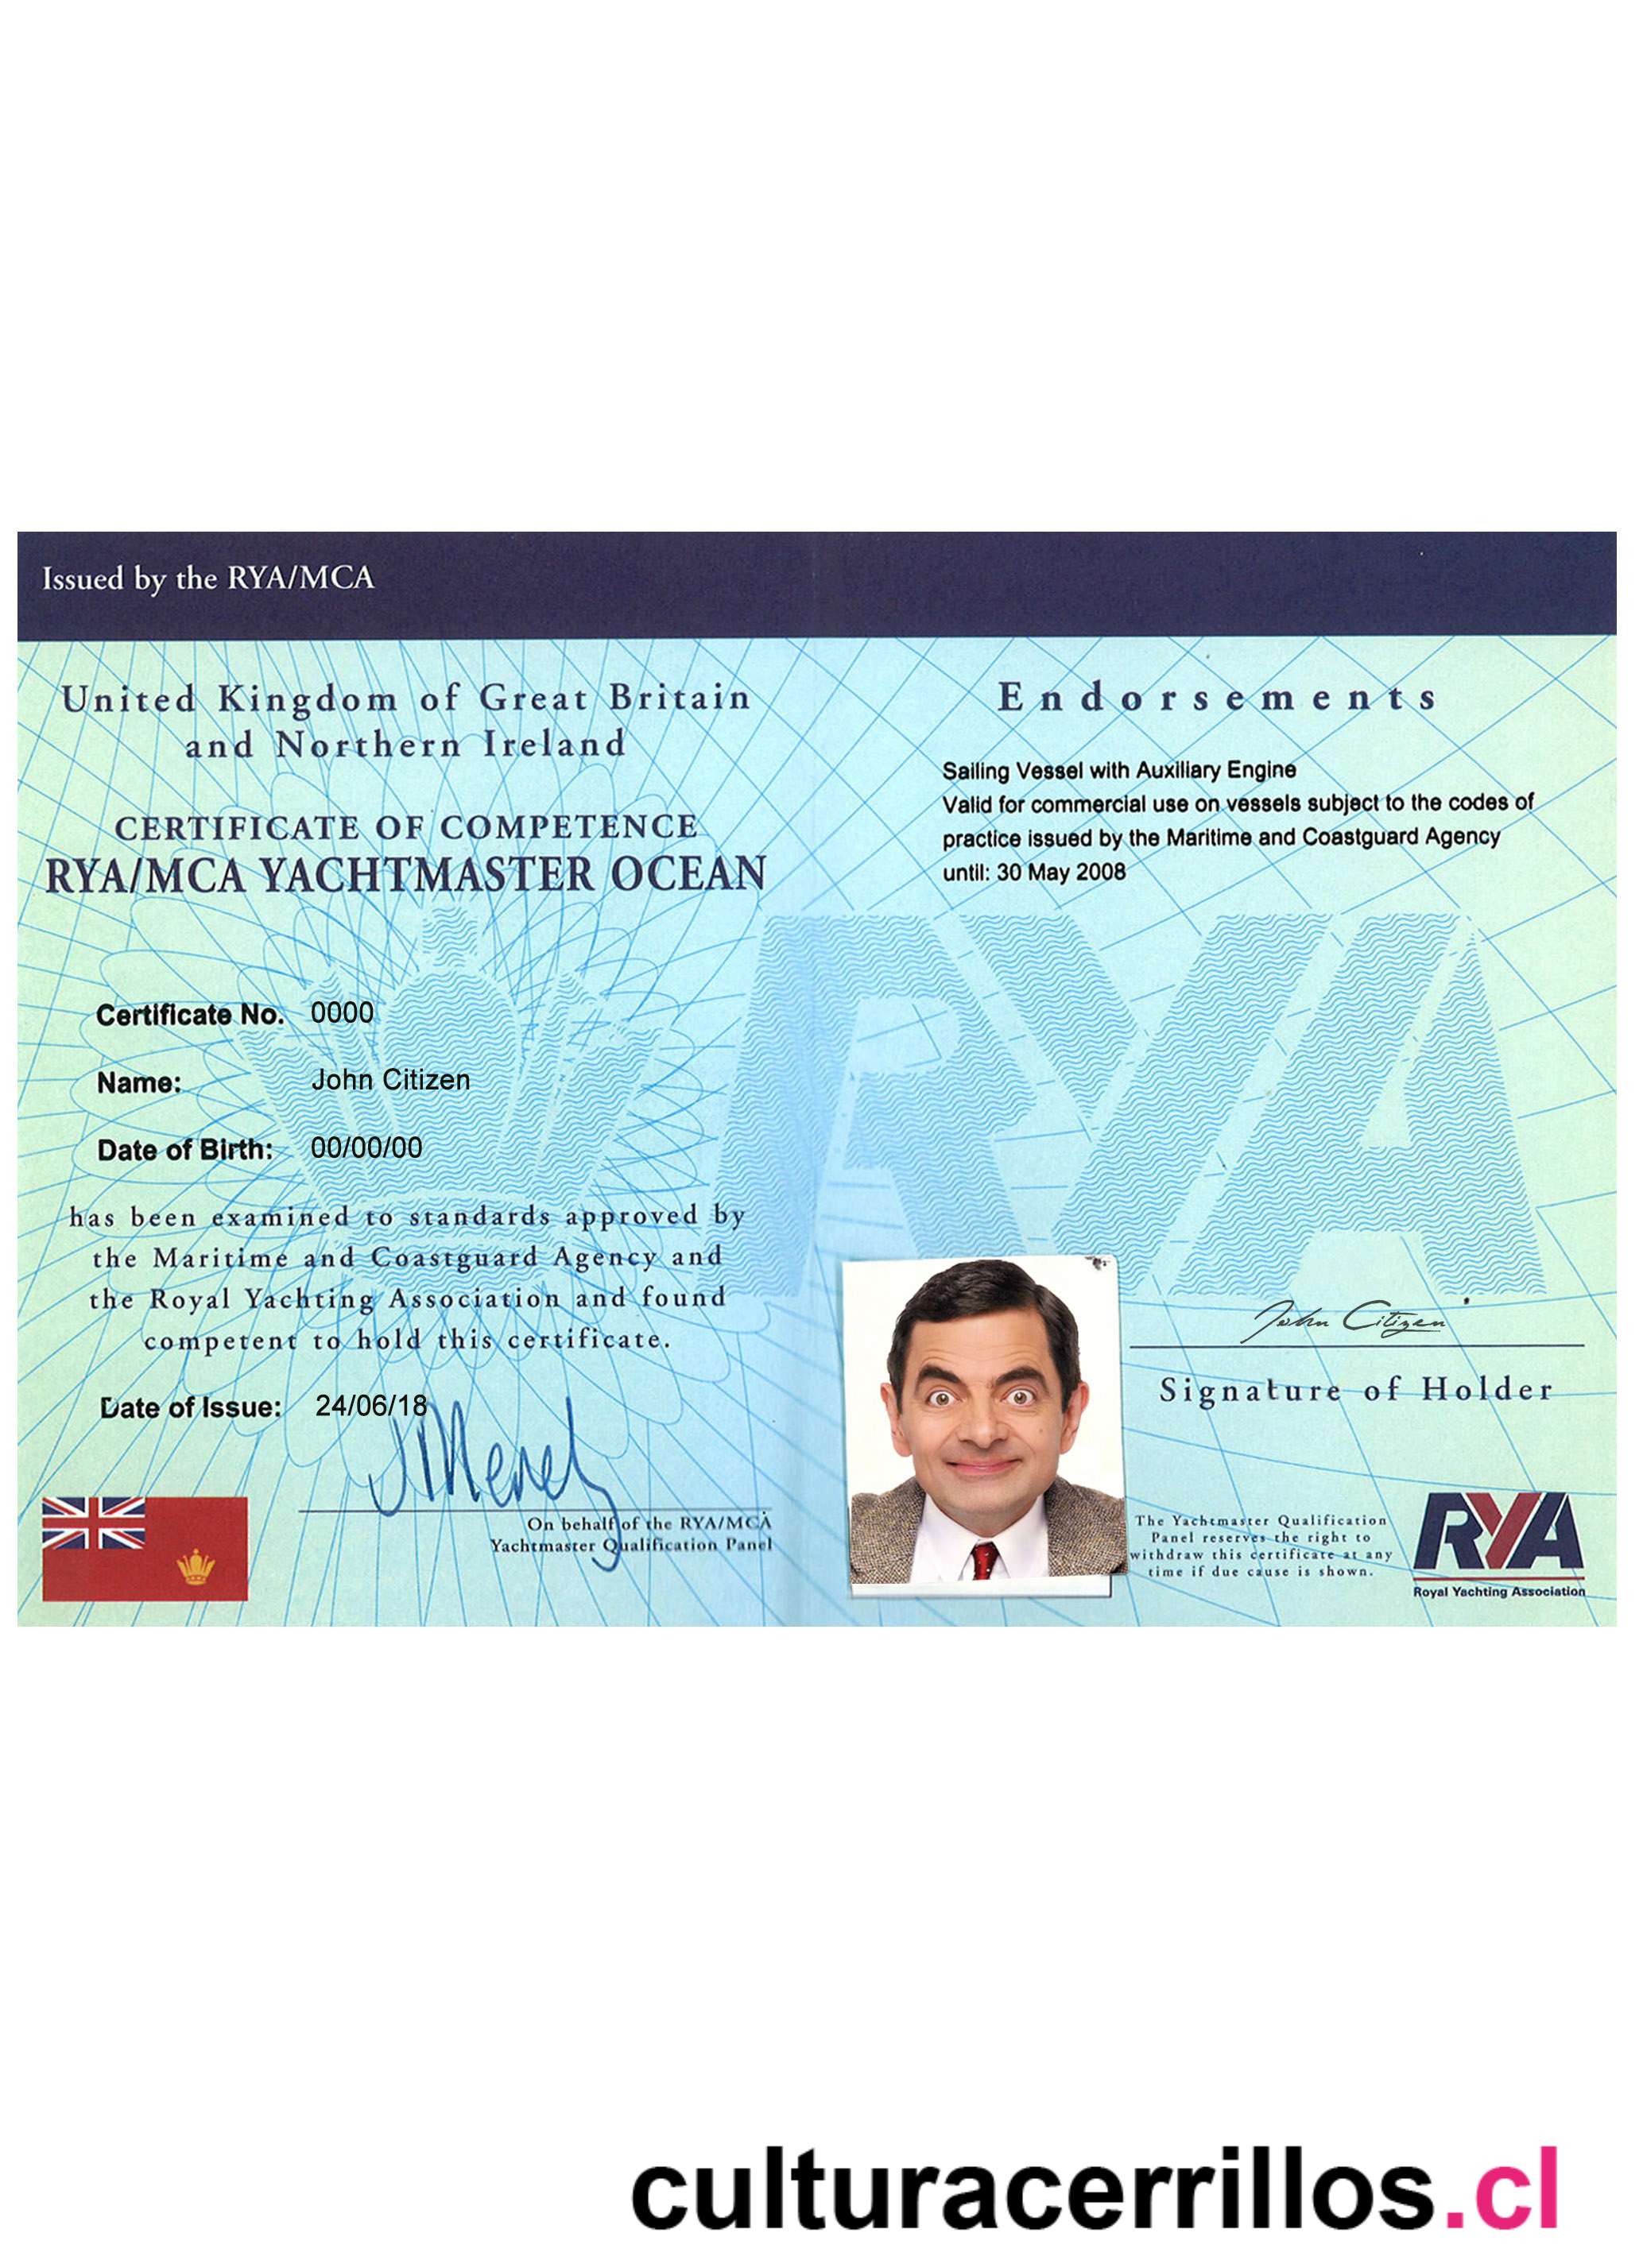 Issued by the RYA/MCA
United Kingdom of Great Britain
and Northern Ireland
CERTIFICATE OF COMPETENCE
RYA/MCA YACHTMASTER OCEAN
Certificate No. 0000
Name: John Citizen
Date of Birth: 00/00/00
has been examined to standards approved by
the Maritime and Coastguard Agency and
the Royal Yachting Association and found
competent to hold this certificate.
Date of Issue: 24/06/18
On behalf of the RYA/MCA
Yachtmaster Qualification Panel
Endorsements
Sailing Vessel with Auxiliary Engine
Valid for commercial use on vessels subject to the codes of
practice issued by the Maritime and Coastguard Agency
until: 30 May 2008
RYA
John Citizen
Signature of Holder
The Yachtmaster Qualification
Panel reserves the right to
withdraw this certificate at any
time if due cause is shown.
RYA
Royal Yachting Association
culturacerrillos.cl